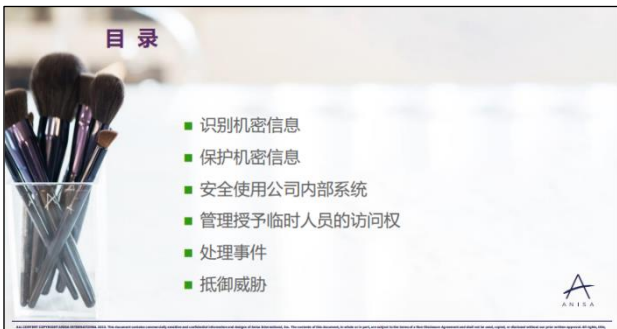 目 录
识别机密信息
保护机密信息
安全使用公司内部系统
管理授予临时人员的访问权
处理事件
抵御威胁
ANISA